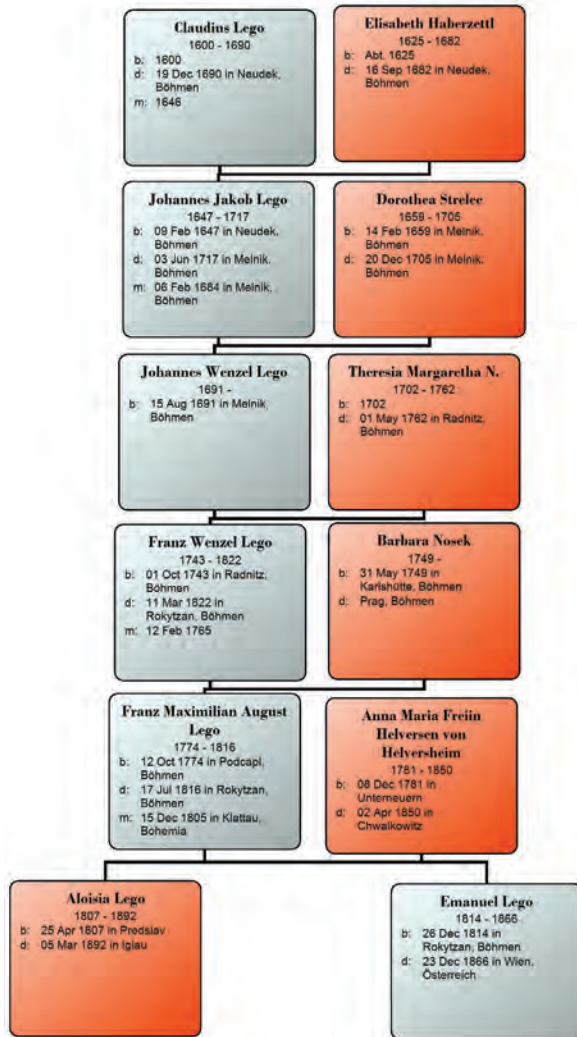 Claudius Lego
1600 - 1690
b: 1600
d: 19 Dec 1690 in Neudek,
Böhmen
m: 1646
Elisabeth Haberzettl
1625 - 1682
b: Abt. 1625
d: 16 Sep 1682 in Neudek,
Böhmen
Johannes Jakob Lego
1647 - 1717
b: 09 Feb 1647 in Neudek,
Böhmen
d: 03 Jun 1717 in Melnik,
Böhmen
m: 06 Feb 1684 in Melnik,
Böhmen
Dorothea Strelec
1659 - 1705
b: 14 Feb 1659 in Melnik,
Böhmen
d: 20 Dec 1705 in Melnik,
Böhmen
Johannes Wenzel Lego
1691 -
b: 15 Aug 1691 in Melnik,
Böhmen
Theresia Margaretha N.
1702 - 1762
b: 1702
d: 01 May 1762 in Radnitz,
Böhmen
Franz Wenzel Lego
1743 - 1822
b: 01 Oct 1743 in Radnitz,
Böhmen
d: 11 Mar 1822 in
Rokytzan, Böhmen
m: 12 Feb 1765
Barbara Nosek
1749 -
b: 31 May 1749 in
Karlshütte, Böhmen
d: Prag, Böhmen
Franz Maximilian August
Lego
1774 - 1816
b: 12 Oct 1774 in Podcapl,
Böhmen
d: 17 Jul 1816 in Rokytzan,
Böhmen
m: 15 Dec 1805 in Klattau,
Bohemia
Anna Maria Freiin
Helversen von
Helversheim
1781 - 1850
b: 08 Dec 1781 in
Unterneuern
d: 02 Apr 1850 in
Chwalkowitz
Aloisia Lego
1807 - 1892
b: 25 Apr 1807 in Predslav
d: 05 Mar 1892 in Iglau
Emanuel Lego
1814 - 1866
b: 26 Dec 1814 in
Rokytzan, Böhmen
d: 23 Dec 1866 in Wien,
Österreich